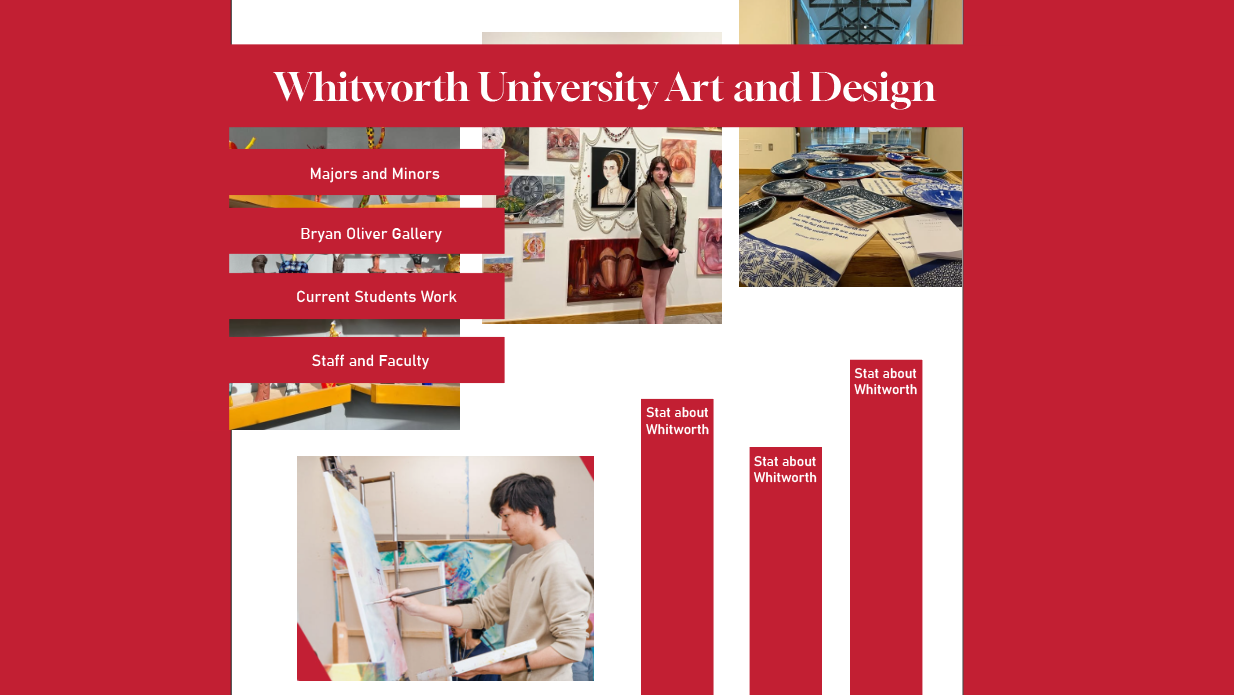 Whitworth University Art and Design
Majors and Minors
Bryan Oliver Gallery
Current Students Work
Staff and Faculty
Stat about
Whitworth
Stat about
Whitworth
Stat about
Whitworth